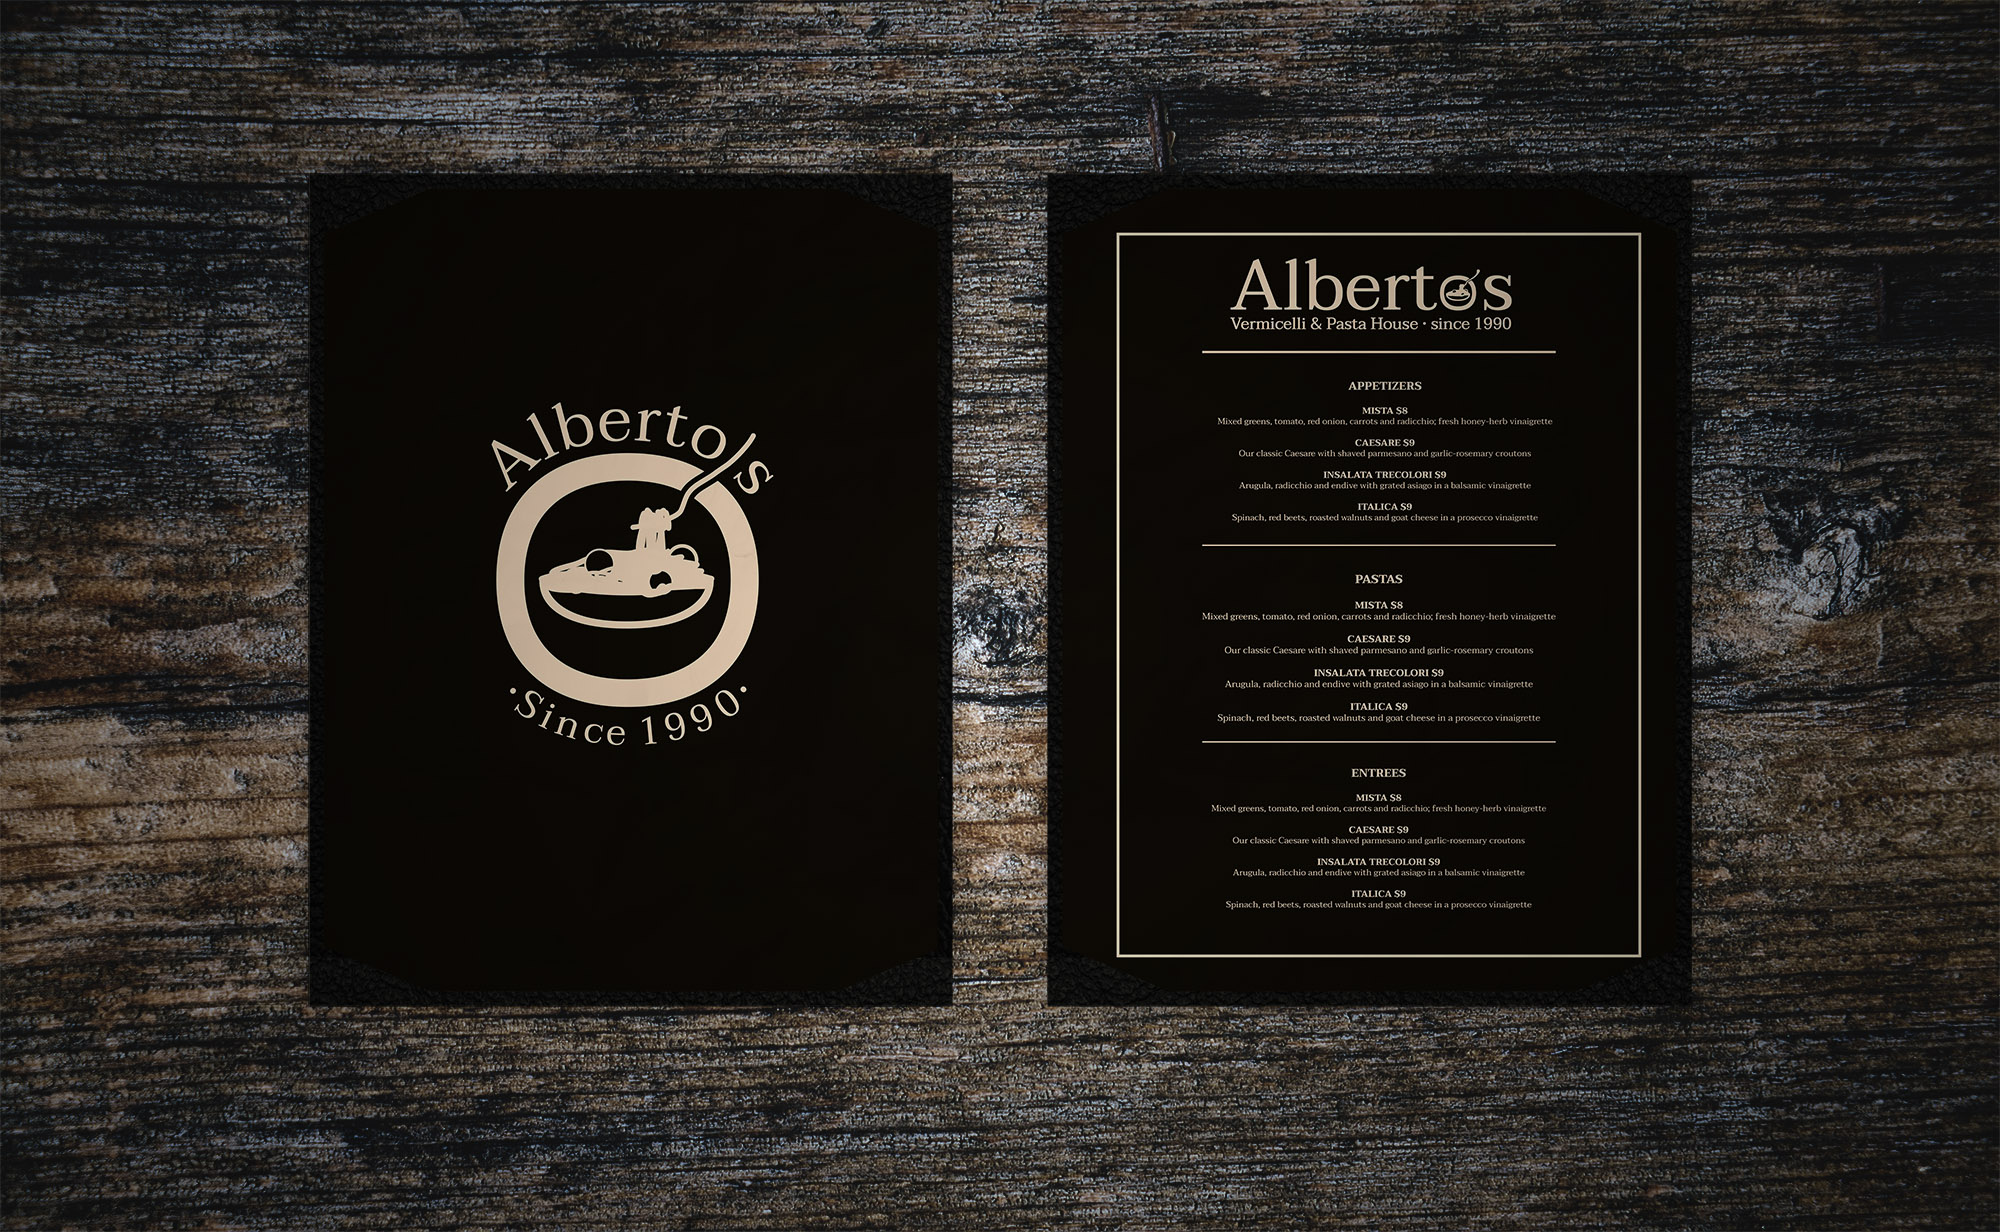 Alberto's
·Since 1990·
Alberto's
Vermicelli & Pasta House · since 1990
APPETIZERS
MISTA $8
Mixed greens, tomato, red onion, carrots and radicchio; fresh honey-herb vinaigrette
CAESARE $9
Our classic Caesare with shaved parmesano and garlic-rosemary croutons
INSALATA TRECOLORI $9
Arugula, radicchio and endive with grated asiago in a balsamic vinaigrette
ITALICA $9
Spinach, red beets, roasted walnuts and goat cheese in a prosecco vinaigrette
PASTAS
MISTA $8
Mixed greens, tomato, red onion, carrots and radicchio; fresh honey-herb vinaigrette
CAESARE $9
Our classic Caesare with shaved parmesano and garlic-rosemary croutons
INSALATA TRECOLORI $9
Arugula, radicchio and endive with grated asiago in a balsamic vinaigrette
ITALICA $9
Spinach, red beets, roasted walnuts and goat cheese in a prosecco vinaigrette
ENTREES
MISTA $8
Mixed greens, tomato, red onion, carrots and radicchio; fresh honey-herb vinaigrette
CAESARE $9
Our classic Caesare with shaved parmesano and garlic-rosemary croutons
INSALATA TRECOLORI $9
Arugula, radicchio and endive with grated asiago in a balsamic vinaigrette
ITALICA $9
Spinach, red beets, roasted walnuts and goat cheese in a prosecco vinaigrette